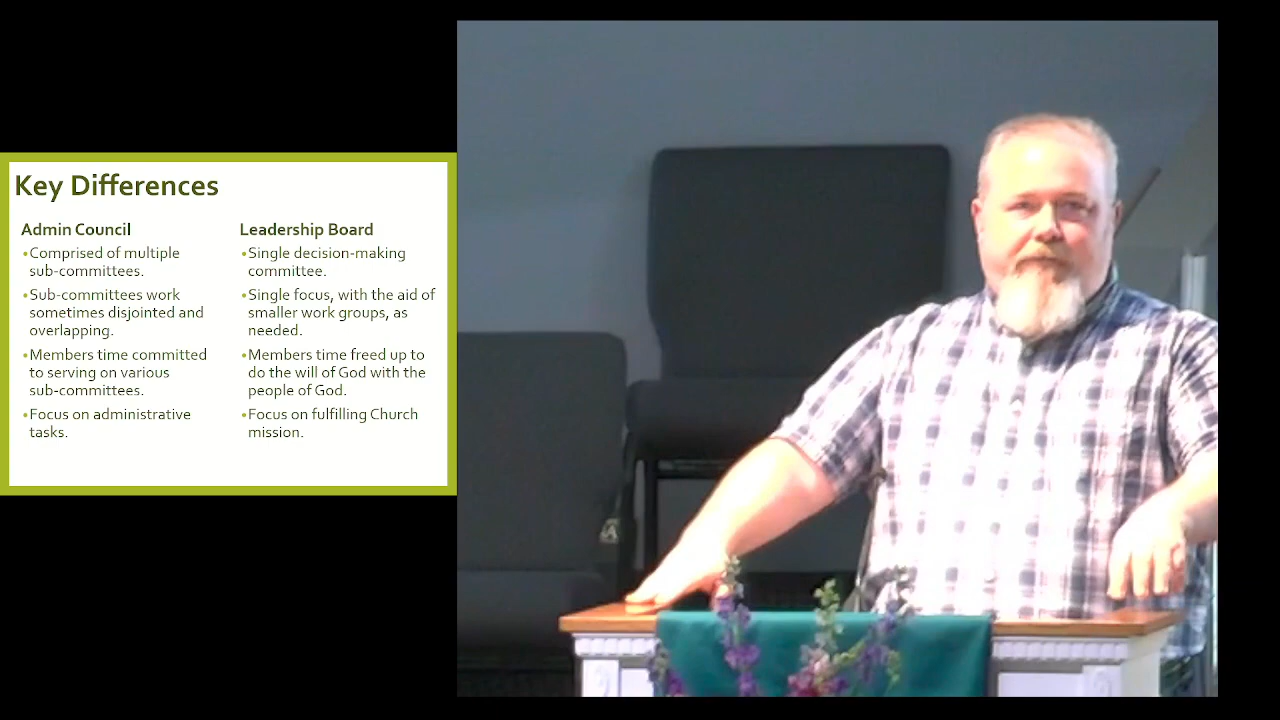 Key Differences
Admin Council
•Comprised of multiple
sub-committees.
•Sub-committees work
sometimes disjointed and
overlapping.
•Members time committed
to serving on various
sub-committees.
•Focus on administrative
tasks.
Leadership Board
•Single decision-making
committee.
•Single focus, with the aid of
smaller work groups, as
needed.
•Members time freed up to
do the will of God with the
people of God.
•Focus on fulfilling Church
mission.